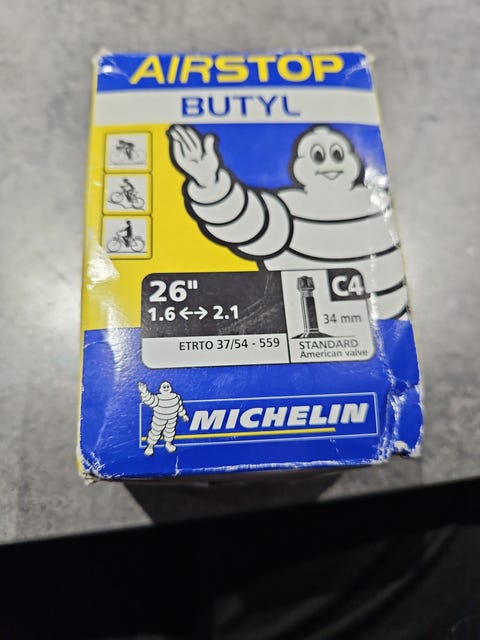 AIRSTOP
BUTYL
26"
1.6 ↔ 2.1
C4
34 mm
ETRTO 37/54 - 559
STANDARD
American valve
MICHELIN